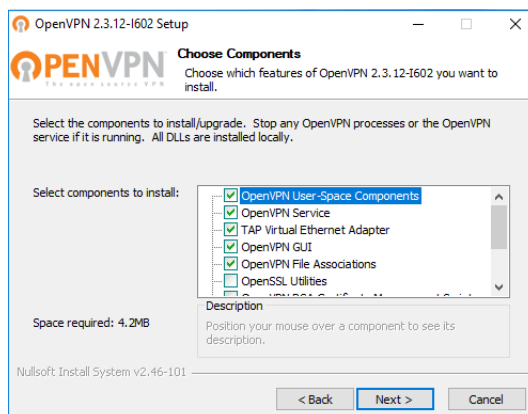 OpenVPN 2.3.12-I602 Setup
OPENVPN
The open source VPN
Choose Components
Choose which features of OpenVPN 2.3.12-I602 you want to
install.
Select the components to install/upgrade. Stop any OpenVPN processes or the OpenVPN
service if it is running. All DLLs are installed locally.
Select components to install:
OpenVPN User-Space Components
OpenVPN Service
TAP Virtual Ethernet Adapter
OpenVPN GUI
OpenVPN File Associations
OpenSSL Utilities
Space required: 4.2MB
Description
Position your mouse over a component to see its
description.
Nullsoft Install System v2.46-101
< Back
Next >
Cancel